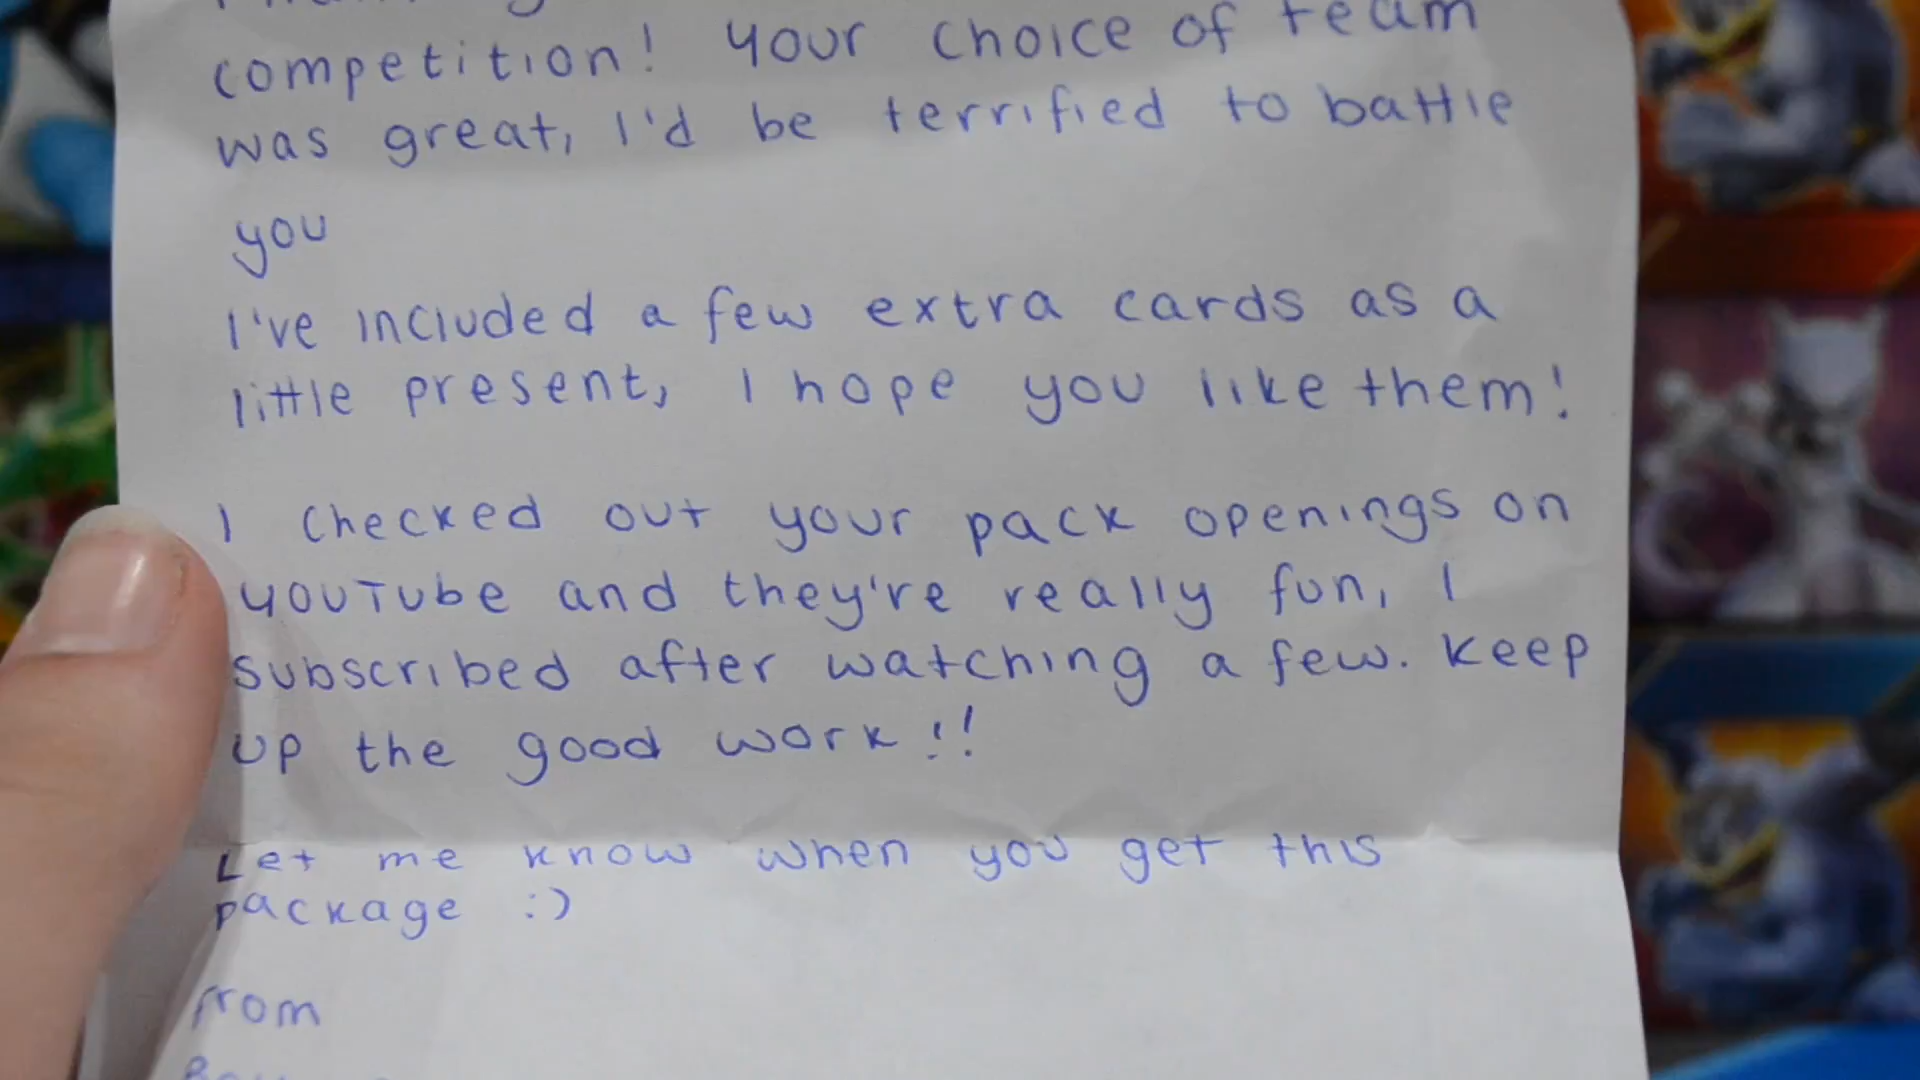 competition! Your choice of team
was great, I'd be terrified to battle
you
I've included a few extra cards as a
little present, I hope you like them!
I checked out your pack openings on
YouTube and they're really fun, I
subscribed after watching a few. Keep
up the good work!!
Let me know when you get this
package :)
from